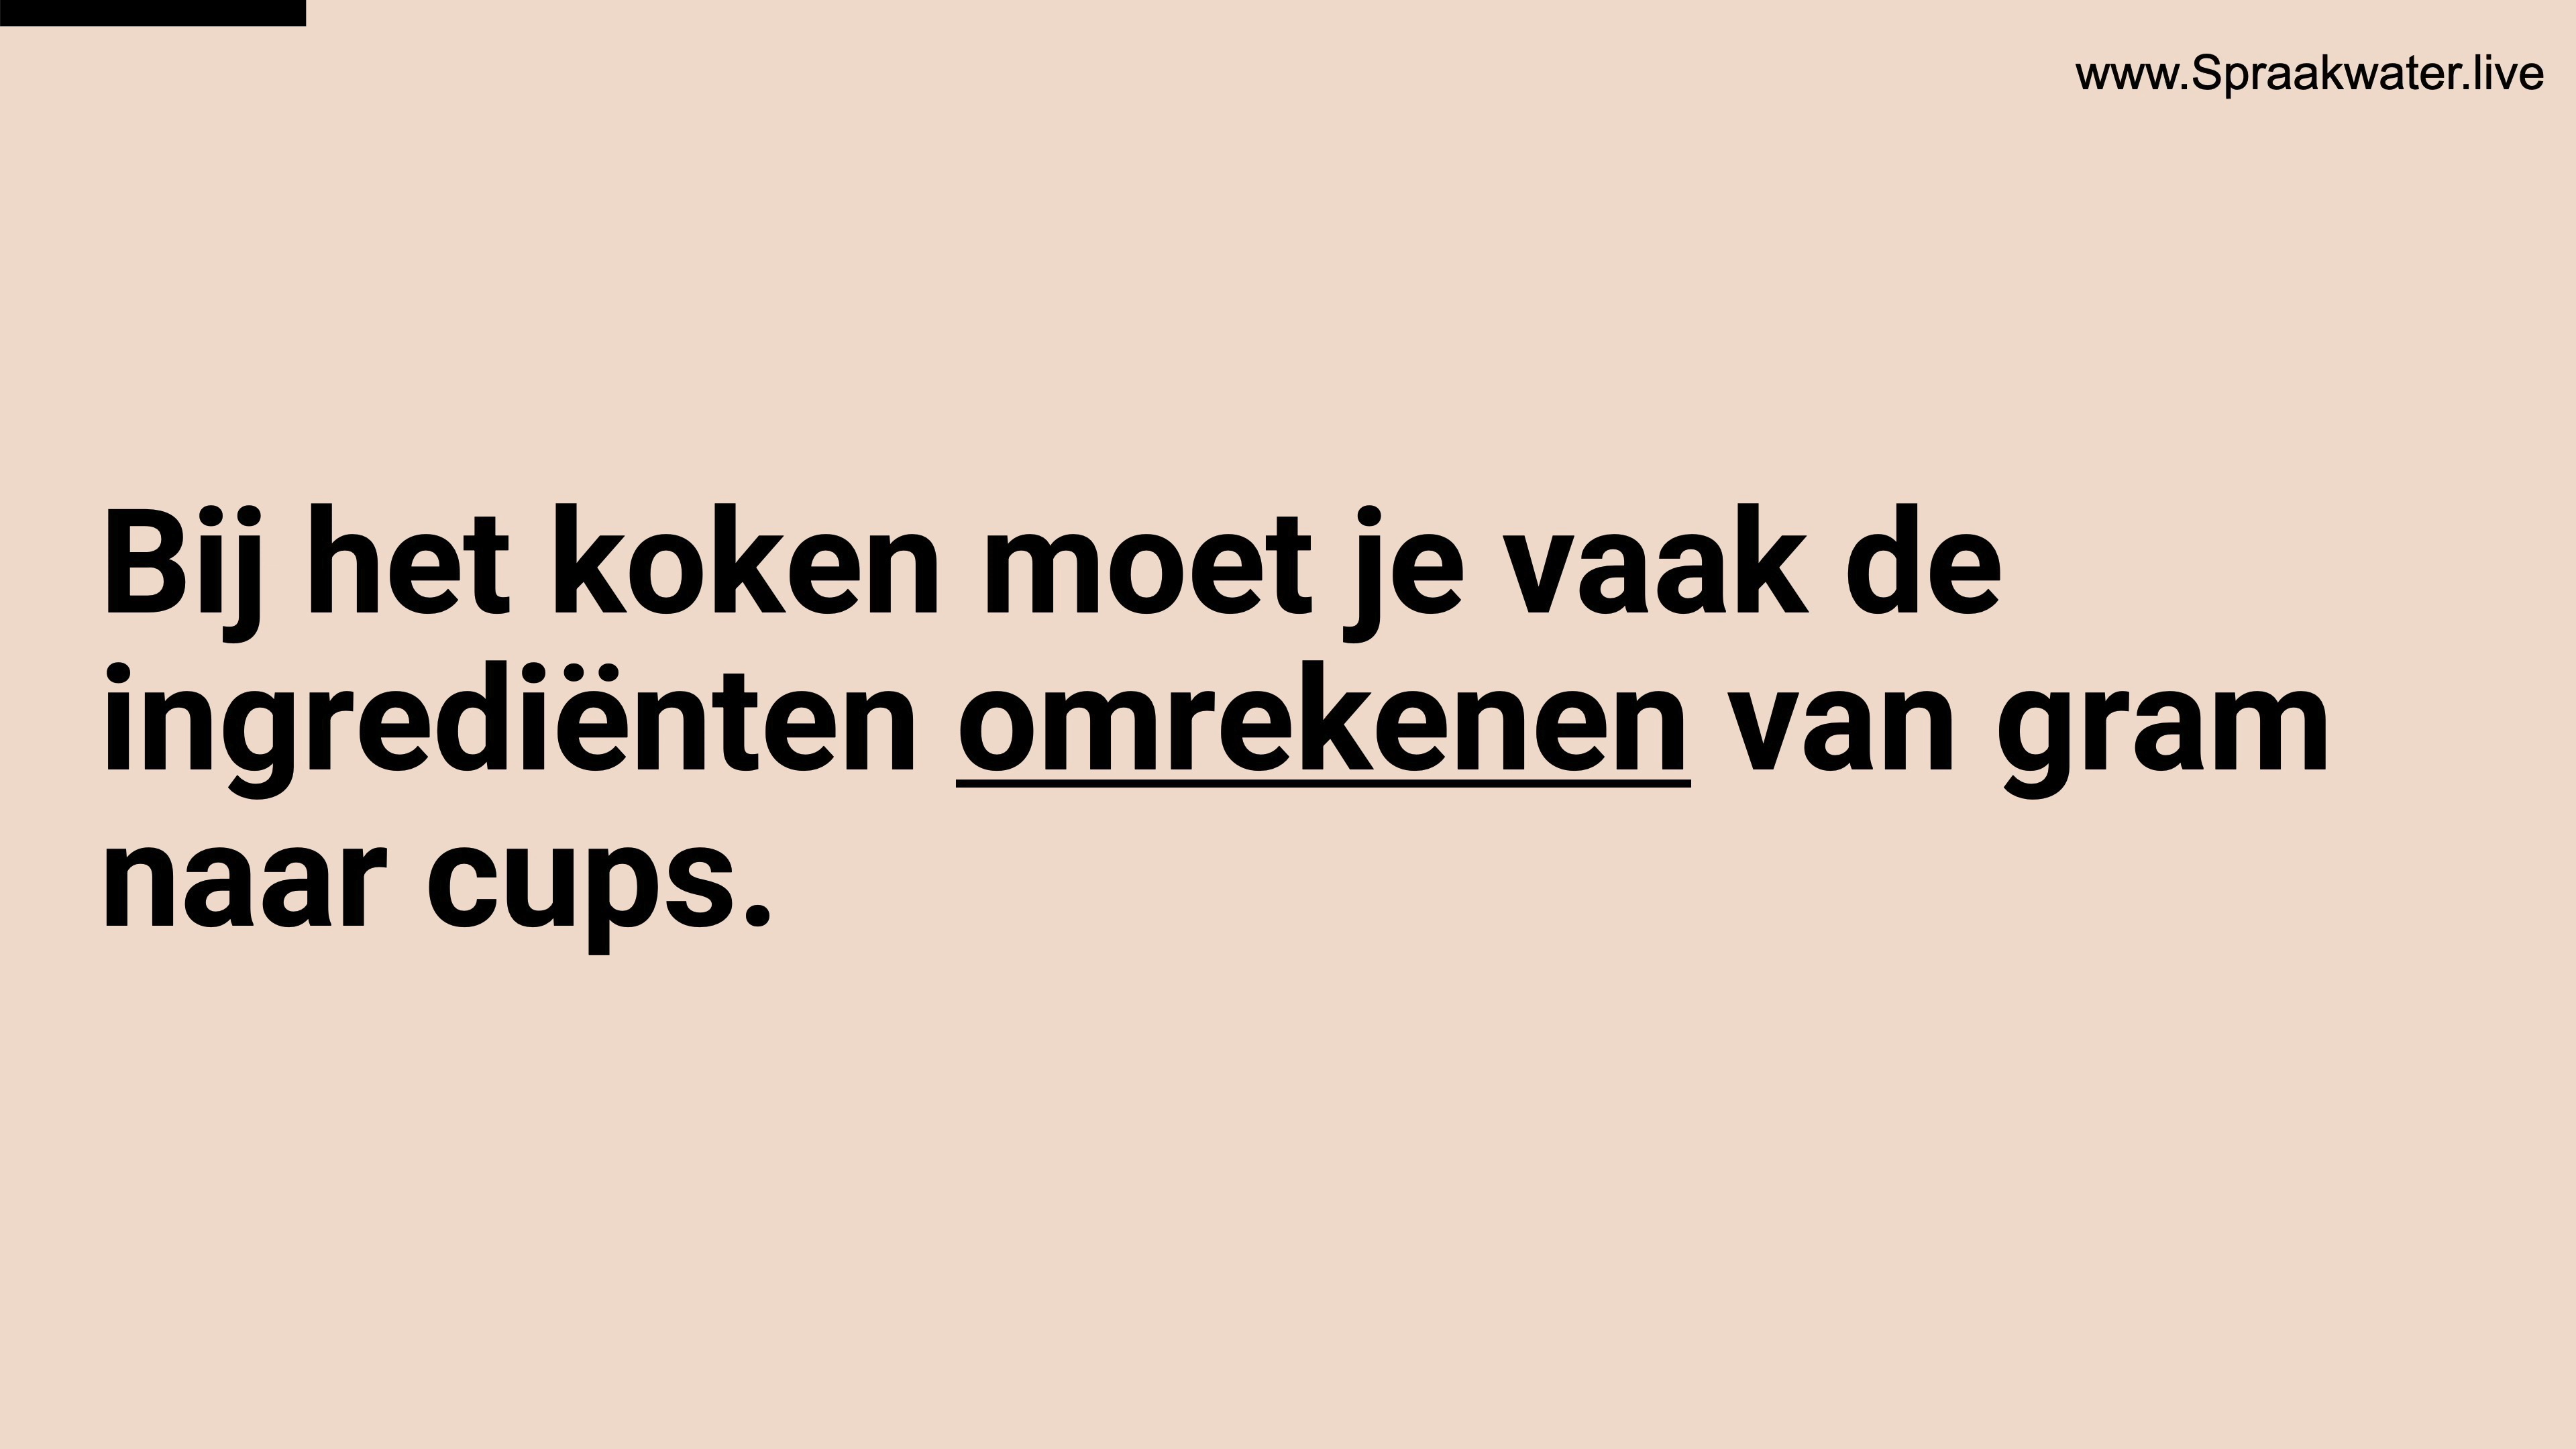 www.Spraakwater.live
Bij het koken moet je vaak de
ingrediënten omrekenen van gram
naar cups.